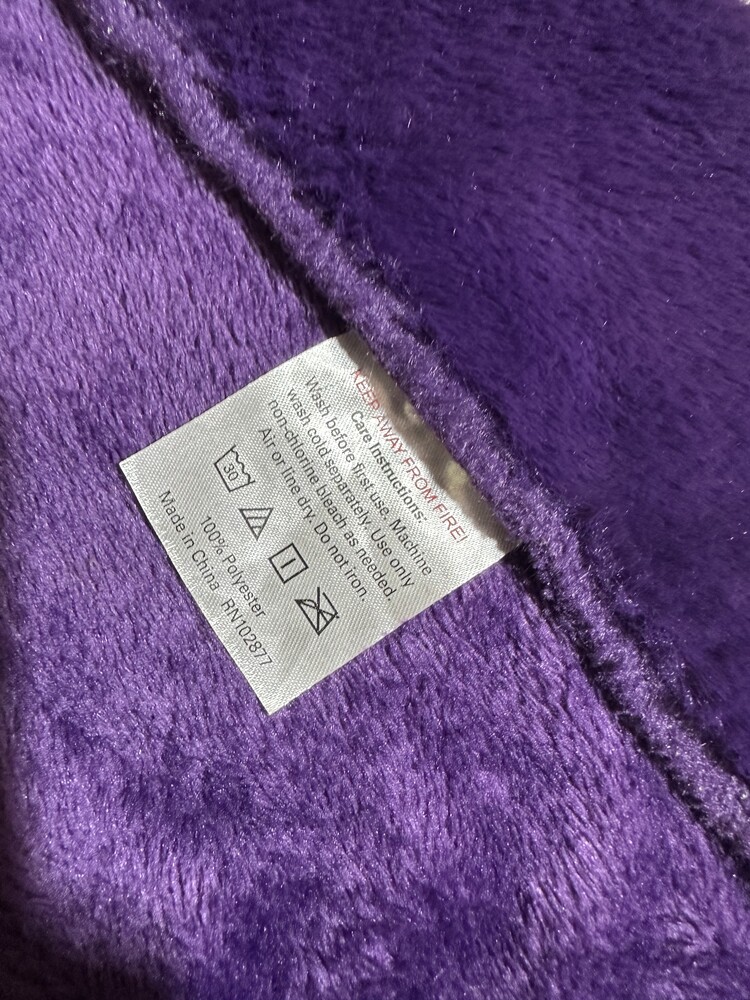 KEEP AWAY FROM FIRE!
Care Instructions:
Wash before first use. Machine
wash cold separately. Use only
non-chlorine bleach as needed.
Air or line dry. Do not iron.
30
100% Polyester
Made in China RN102877